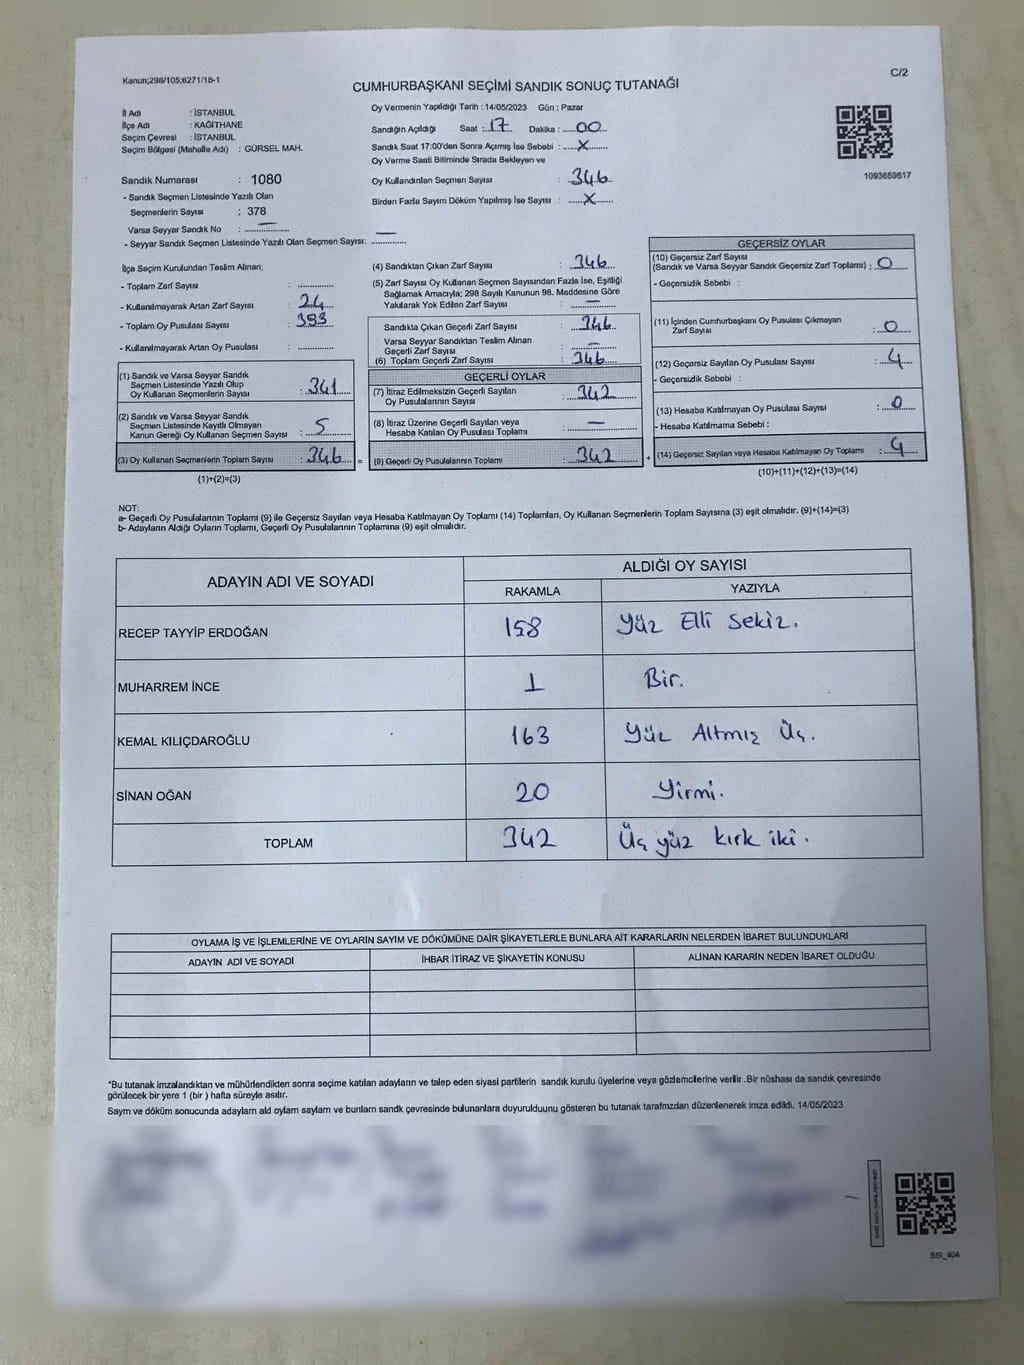 Kanun;298/105;6271/18-1
C/2
CUMHURBAŞKANI SEÇİMİ SANDIK SONUÇ TUTANAĞI
İl Adı : İSTANBUL
İlçe Adı : KAĞITHANE
Seçim Çevresi : İSTANBUL
Seçim Bölgesi (Mahalle Adı) : GÜRSEL MAH.
Sandık Numarası : 1080
- Sandık Seçmen Listesinde Yazılı Olan
Seçmenlerin Sayısı : 378
Varsa Seyyar Sandık No : —
- Seyyar Sandık Seçmen Listesinde Yazılı Olan Seçmen Sayısı: —
Oy Vermenin Yapıldığı Tarih : 14/05/2023 Gün : Pazar
Sandığın Açıldığı Saat : 17 Dakika : 00
Sandık Saat 17:00'den Sonra Açımış İse Sebebi : X
Oy Verme Saati Bitiminde Sırada Bekleyen ve
Oy Kullandırılan Seçmen Sayısı : 346
Birden Fazla Sayım Döküm Yapılmış İse Sayısı : X
1093659617
İlçe Seçim Kurulundan Teslim Alınan;
- Toplam Zarf Sayısı :
- Kullanılmayarak Artan Zarf Sayısı : 24
- Toplam Oy Pusulası Sayısı : 393
- Kullanılmayarak Artan Oy Pusulası :
(1) Sandık ve Varsa Seyyar Sandık
Seçmen Listesinde Yazılı Olup
Oy Kullanan Seçmenlerin Sayısı : 341
(2) Sandık ve Varsa Seyyar Sandık
Seçmen Listesinde Kayıtlı Olmayan
Kanun Gereği Oy Kullanan Seçmen Sayısı : 5
(3) Oy Kullanan Seçmenlerin Toplam Sayısı : 346 =
(1)+(2)=(3)
(4) Sandıktan Çıkan Zarf Sayısı : 346
(5) Zarf Sayısı Oy Kullanan Seçmen Sayısından Fazla İse, Eşitliği
Sağlamak Amacıyla; 298 Sayılı Kanunun 98. Maddesine Göre
Yakılarak Yok Edilen Zarf Sayısı : —
Sandıkta Çıkan Geçerli Zarf Sayısı : 346
Varsa Seyyar Sandıktan Teslim Alınan
Geçerli Zarf Sayısı : —
(6) Toplam Geçerli Zarf Sayısı : 346
GEÇERLİ OYLAR
(7) İtiraz Edilmeksizin Geçerli Sayılan
Oy Pusulalarının Sayısı : 342
(8) İtiraz Üzerine Geçerli Sayılan veya
Hesaba Katılan Oy Pusulası Toplamı : —
(9) Geçerli Oy Pusulalarının Toplamı : 342 +
GEÇERSİZ OYLAR
(10) Geçersiz Zarf Sayısı
(Sandık ve Varsa Seyyar Sandık Geçersiz Zarf Toplamı) : 0
- Geçersizlik Sebebi :
(11) İçinden Cumhurbaşkanı Oy Pusulası Çıkmayan
Zarf Sayısı : 0
(12) Geçersiz Sayılan Oy Pusulası Sayısı : 4
- Geçersizlik Sebebi :
(13) Hesaba Katılmayan Oy Pusulası Sayısı : 0
- Hesaba Katılmama Sebebi :
(14) Geçersiz Sayılan veya Hesaba Katılmayan Oy Toplamı : 4
(10)+(11)+(12)+(13)=(14)
NOT:
a- Geçerli Oy Pusulalarının Toplamı (9) ile Geçersiz Sayılan veya Hesaba Katılmayan Oy Toplamı (14) Toplamları, Oy Kullanan Seçmenlerin Toplam Sayısına (3) eşit olmalıdır. (9)+(14)=(3)
b- Adayların Aldığı Oyların Toplamı, Geçerli Oy Pusulalarının Toplamına (9) eşit olmalıdır.
ADAYIN ADI VE SOYADI
ALDIĞI OY SAYISI
RAKAMLA YAZIYLA
RECEP TAYYİP ERDOĞAN 158 Yüz Elli Sekiz.
MUHARREM İNCE 1 Bir.
KEMAL KILIÇDAROĞLU 163 Yüz Altmış Üç.
SİNAN OĞAN 20 Yirmi.
TOPLAM 342 Üç yüz kırk iki.
OYLAMA İŞ VE İŞLEMLERİNE VE OYLARIN SAYIM VE DÖKÜMÜNE DAİR ŞİKAYETLERLE BUNLARA AİT KARARLARIN NELERDEN İBARET BULUNDUKLARI
ADAYIN ADI VE SOYADI İHBAR İTİRAZ VE ŞİKAYETİN KONUSU ALINAN KARARIN NEDEN İBARET OLDUĞU
*Bu tutanak imzalandıktan ve mühürlendikten sonra seçime katılan adayların ve talep eden siyasi partilerin sandık kurulu üyelerine veya gözlemcilerine verilir .Bir nüshası da sandık çevresinde
görülecek bir yere 1 (bir ) hafta süreyle asılır.
Sayım ve döküm sonucunda adayların ald oyların sayların ve bunların sandk çevresinde bulunanlara duyurulduunu gösteren bu tutanak tarafmzdan düzenlenerek imza edildi. 14/05/2023
SSI_404